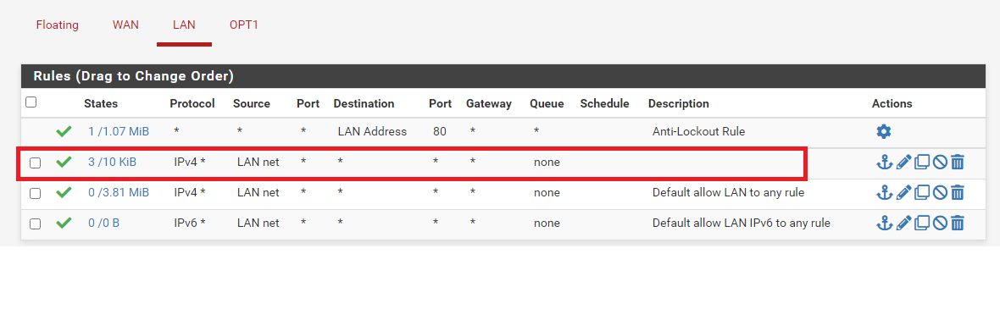 Floating WAN LAN OPT1
Rules (Drag to Change Order)
States Protocol Source Port Destination Port Gateway Queue Schedule Description Actions
1 /1.07 MiB * * * LAN Address 80 * * Anti-Lockout Rule
3 /10 KiB IPv4 * LAN net * * * * none
0 /3.81 MiB IPv4 * LAN net * * * * none Default allow LAN to any rule
0 /0 B IPv6 * LAN net * * * * none Default allow LAN IPv6 to any rule